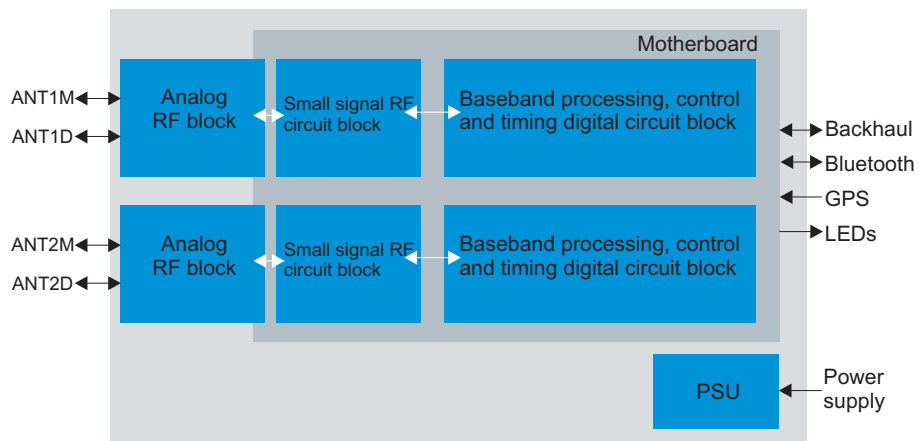 Motherboard
ANT1M
ANT1D
Analog
RF block
Small signal RF
circuit block
Baseband processing, control
and timing digital circuit block
Backhaul
Bluetooth
GPS
LEDs
ANT2M
ANT2D
Analog
RF block
Small signal RF
circuit block
Baseband processing, control
and timing digital circuit block
PSU
Power
supply